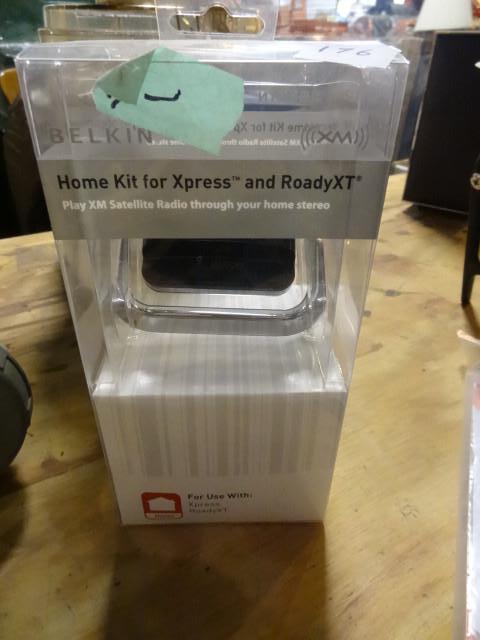 176
BELKIN
((XM))
Home Kit for Xpress™ and RoadyXT®
Play XM Satellite Radio through your home stereo
For Use With:
Xpress
RoadyXT